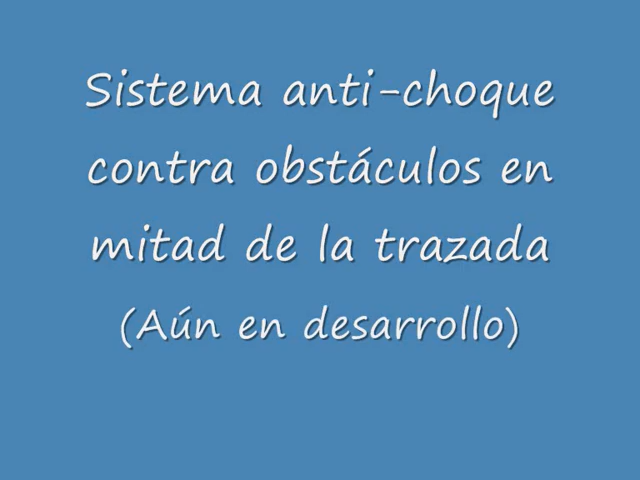 Sistema anti-choque
contra obstáculos en
mitad de la trazada
(Aún en desarrollo)